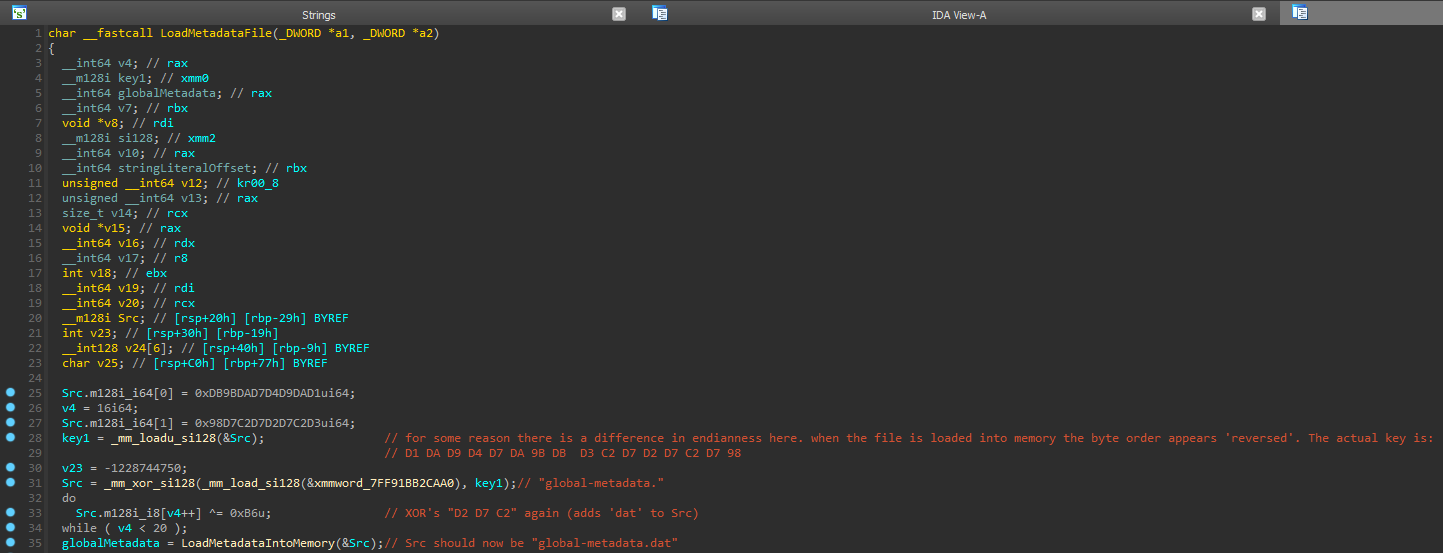 Strings IDA View-A
1 char __fastcall LoadMetadataFile(_DWORD *a1, _DWORD *a2)
2 {
3 __int64 v4; // rax
4 __m128i key1; // xmm0
5 __int64 globalMetadata; // rax
6 __int64 v7; // rbx
7 void *v8; // rdi
8 __m128i si128; // xmm2
9 __int64 v10; // rax
10 __int64 stringLiteralOffset; // rbx
11 unsigned __int64 v12; // kr00_8
12 unsigned __int64 v13; // rax
13 size_t v14; // rcx
14 void *v15; // rax
15 __int64 v16; // rdx
16 __int64 v17; // r8
17 int v18; // ebx
18 __int64 v19; // rdi
19 __int64 v20; // rcx
20 __m128i Src; // [rsp+20h] [rbp-29h] BYREF
21 int v23; // [rsp+30h] [rbp-19h]
22 __int128 v24[6]; // [rsp+40h] [rbp-9h] BYREF
23 char v25; // [rsp+C0h] [rbp+77h] BYREF
24
25 Src.m128i_i64[0] = 0xDB9BDAD7D4D9DAD1ui64;
26 v4 = 16i64;
27 Src.m128i_i64[1] = 0x98D7C2D7D2D7C2D3ui64;
28 key1 = _mm_loadu_si128(&Src); // for some reason there is a difference in endianness here. when the file is loaded into memory the byte order appears 'reversed'. The actual key is:
29 // D1 DA D9 D4 D7 DA 9B DB  D3 C2 D7 D2 D7 C2 D7 98
30 v23 = -1228744750;
31 Src = _mm_xor_si128(_mm_load_si128(&xmmword_7FF91BB2CAA0), key1);// "global-metadata."
32 do
33 Src.m128i_i8[v4++] ^= 0xB6u; // XOR's "D2 D7 C2" again (adds 'dat' to Src)
34 while ( v4 < 20 );
35 globalMetadata = LoadMetadataIntoMemory(&Src);// Src should now be "global-metadata.dat"